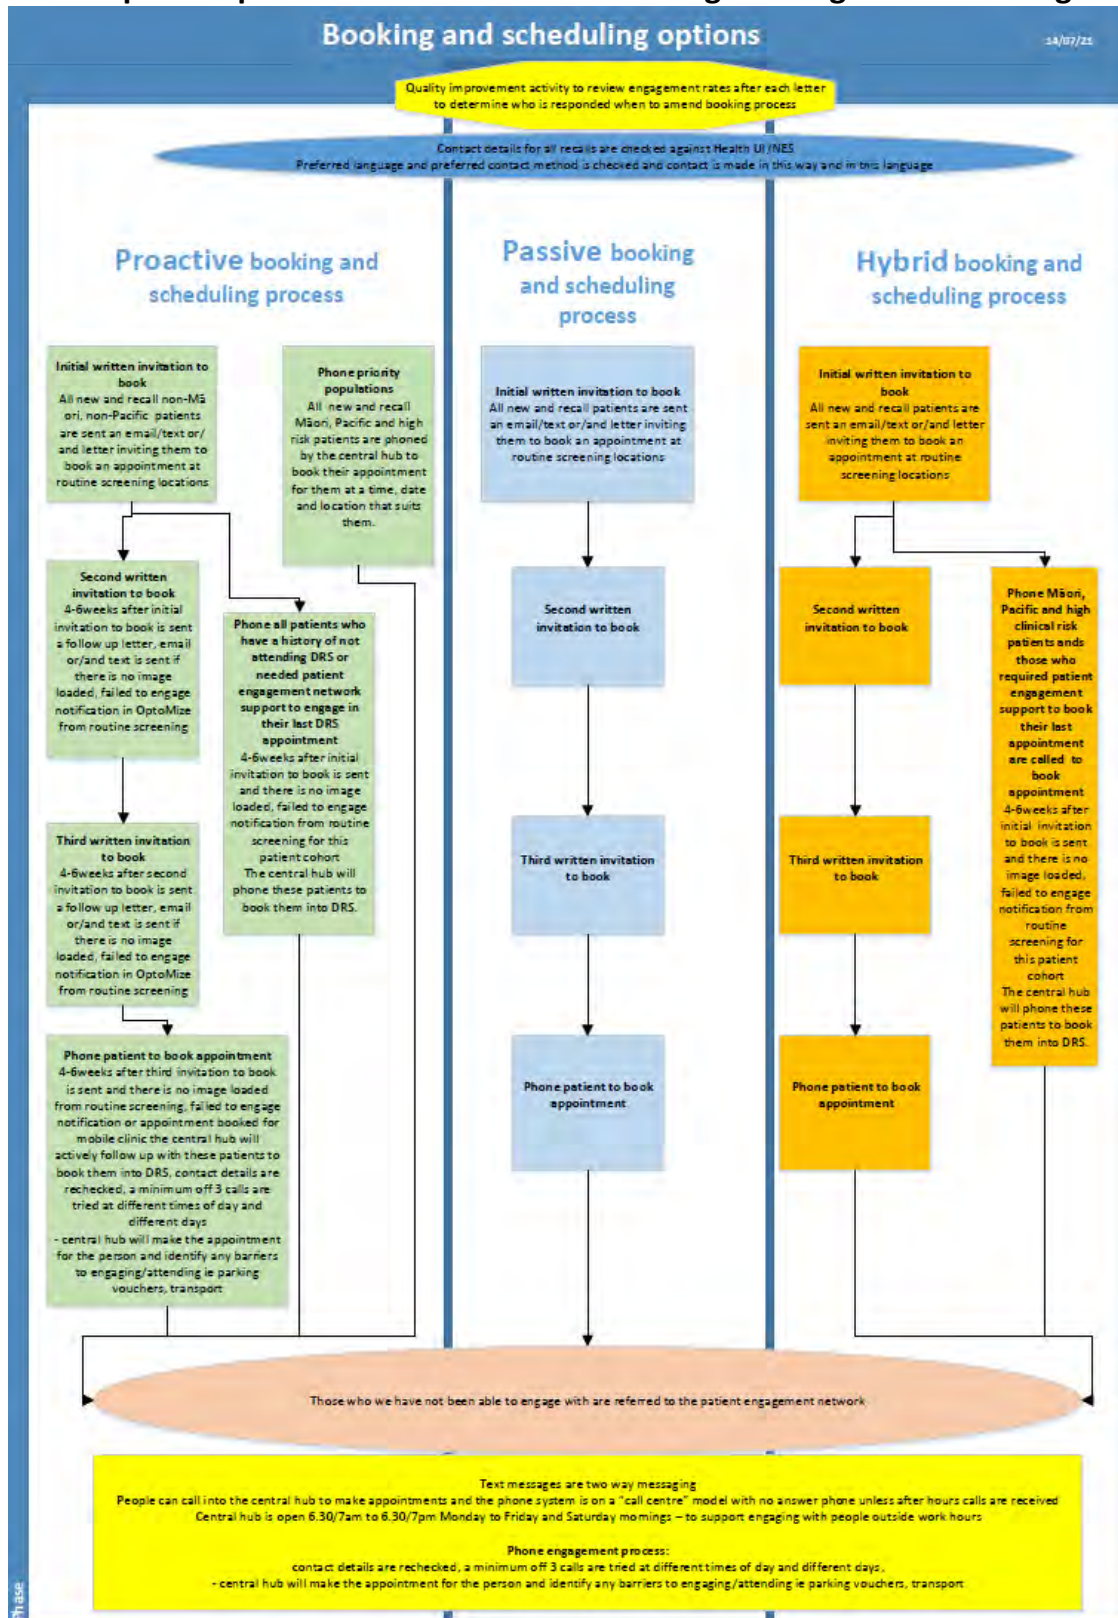 Booking and scheduling options
14/07/21
Quality improvement activity to review engagement rates after each letter
to determine who is responded when to amend booking process
Contact details for all recalls are checked against Health UI /NES
Preferred language and preferred contact method is checked and contact is made in this way and in this language
Proactive booking and
scheduling process
Passive booking
and scheduling
process
Hybrid booking and
scheduling process
Initial written invitation to
book
All new and recall non-Mā
ori, non-Pacific patients
are sent an email/text or/
and letter inviting them to
book an appointment at
routine screening locations
Phone priority
populations
All new and recall
Māori, Pacific and high
risk patients are phoned
by the central hub to
book their appointment
for them at a time, date
and location that suits
them.
Initial written invitation to book
All new and recall patients are sent
an email/text or/and letter inviting
them to book an appointment at
routine screening locations
Initial written invitation to
book
All new and recall patients are
sent an email/text or/and letter
inviting them to book an
appointment at routine
screening locations
Second written
invitation to book
4-6weeks after initial
invitation to book is sent
a follow up letter, email
or/and text is sent if
there is no image
loaded, failed to engage
notification in OptoMize
from routine screening
Phone all patients who
have a history of not
attending DRS or
needed patient
engagement network
support to engage in
their last DRS
appointment
4-6weeks after initial
invitation to book is sent
and there is no image
loaded, failed to engage
notification from routine
screening for this
patient cohort
The central hub will
phone these patients to
book them into DRS.
Second written
invitation to book
Second written
invitation to book
Phone Māori,
Pacific and high
clinical risk
patients ands
those who
required patient
engagement
support to book
their last
appointment
are called to
book
appointment
4-6weeks after
initial invitation
to book is sent
and there is no
image loaded,
failed to engage
notification from
routine
screening for
this patient
cohort
The central hub
will phone these
patients to book
them into DRS.
Third written invitation
to book
4-6weeks after second
invitation to book is sent
a follow up letter, email
or/and text is sent if
there is no image
loaded, failed to engage
notification in OptoMize
from routine screening
Third written invitation
to book
Third written invitation
to book
Phone patient to book appointment
4-6weeks after third invitation to book
is sent and there is no image loaded
from routine screening, failed to engage
notification or appointment booked for
mobile clinic the central hub will
actively follow up with these patients to
book them into DRS, contact details are
rechecked, a minimum off 3 calls are
tried at different times of day and
different days
- central hub will make the appointment
for the person and identify any barriers
to engaging/attending ie parking
vouchers, transport
Phone patient to book
appointment
Phone patient to book
appointment
Those who we have not been able to engage with are referred to the patient engagement network
Text messages are two way messaging
People can call into the central hub to make appointments and the phone system is on a "call centre" model with no answer phone unless after hours calls are received
Central hub is open 6.30/7am to 6.30/7pm Monday to Friday and Saturday mornings – to support engaging with people outside work hours
Phone engagement process:
contact details are rechecked, a minimum off 3 calls are tried at different times of day and different days,
- central hub will make the appointment for the person and identify any barriers to engaging/attending ie parking vouchers, transport
Phase